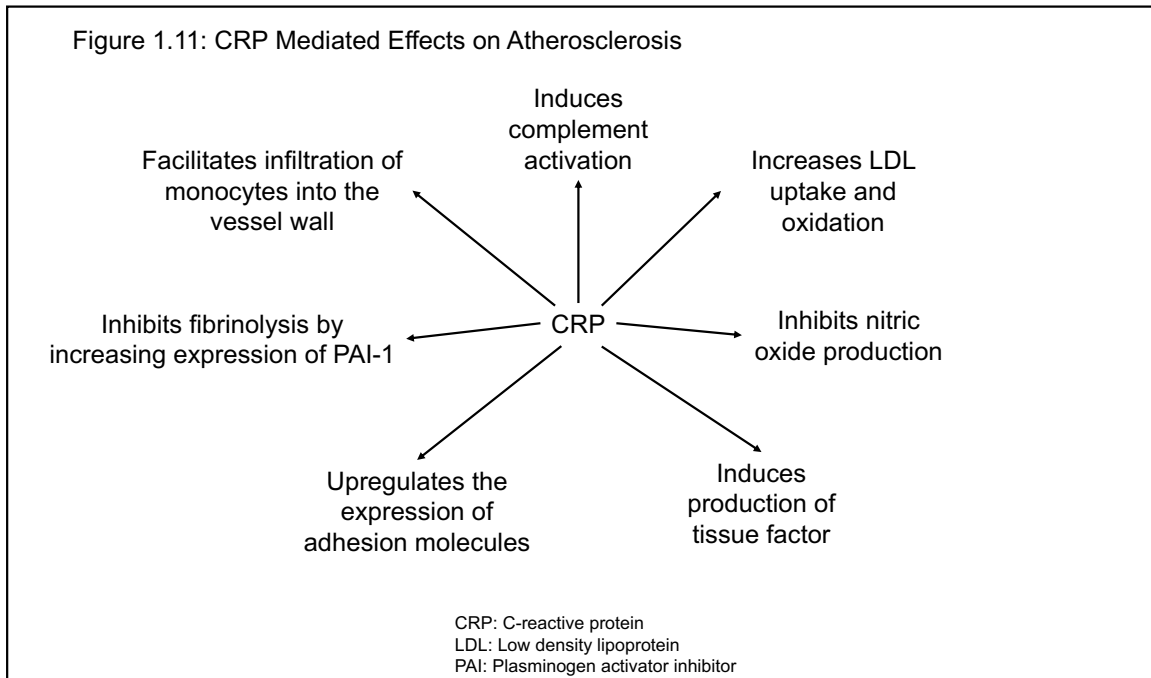 Figure 1.11: CRP Mediated Effects on Atherosclerosis
Induces
complement
activation
Facilitates infiltration of
monocytes into the
vessel wall
Increases LDL
uptake and
oxidation
Inhibits fibrinolysis by
increasing expression of PAI-1
CRP
Inhibits nitric
oxide production
Upregulates the
expression of
adhesion molecules
Induces
production of
tissue factor
CRP: C-reactive protein
LDL: Low density lipoprotein
PAI: Plasminogen activator inhibitor